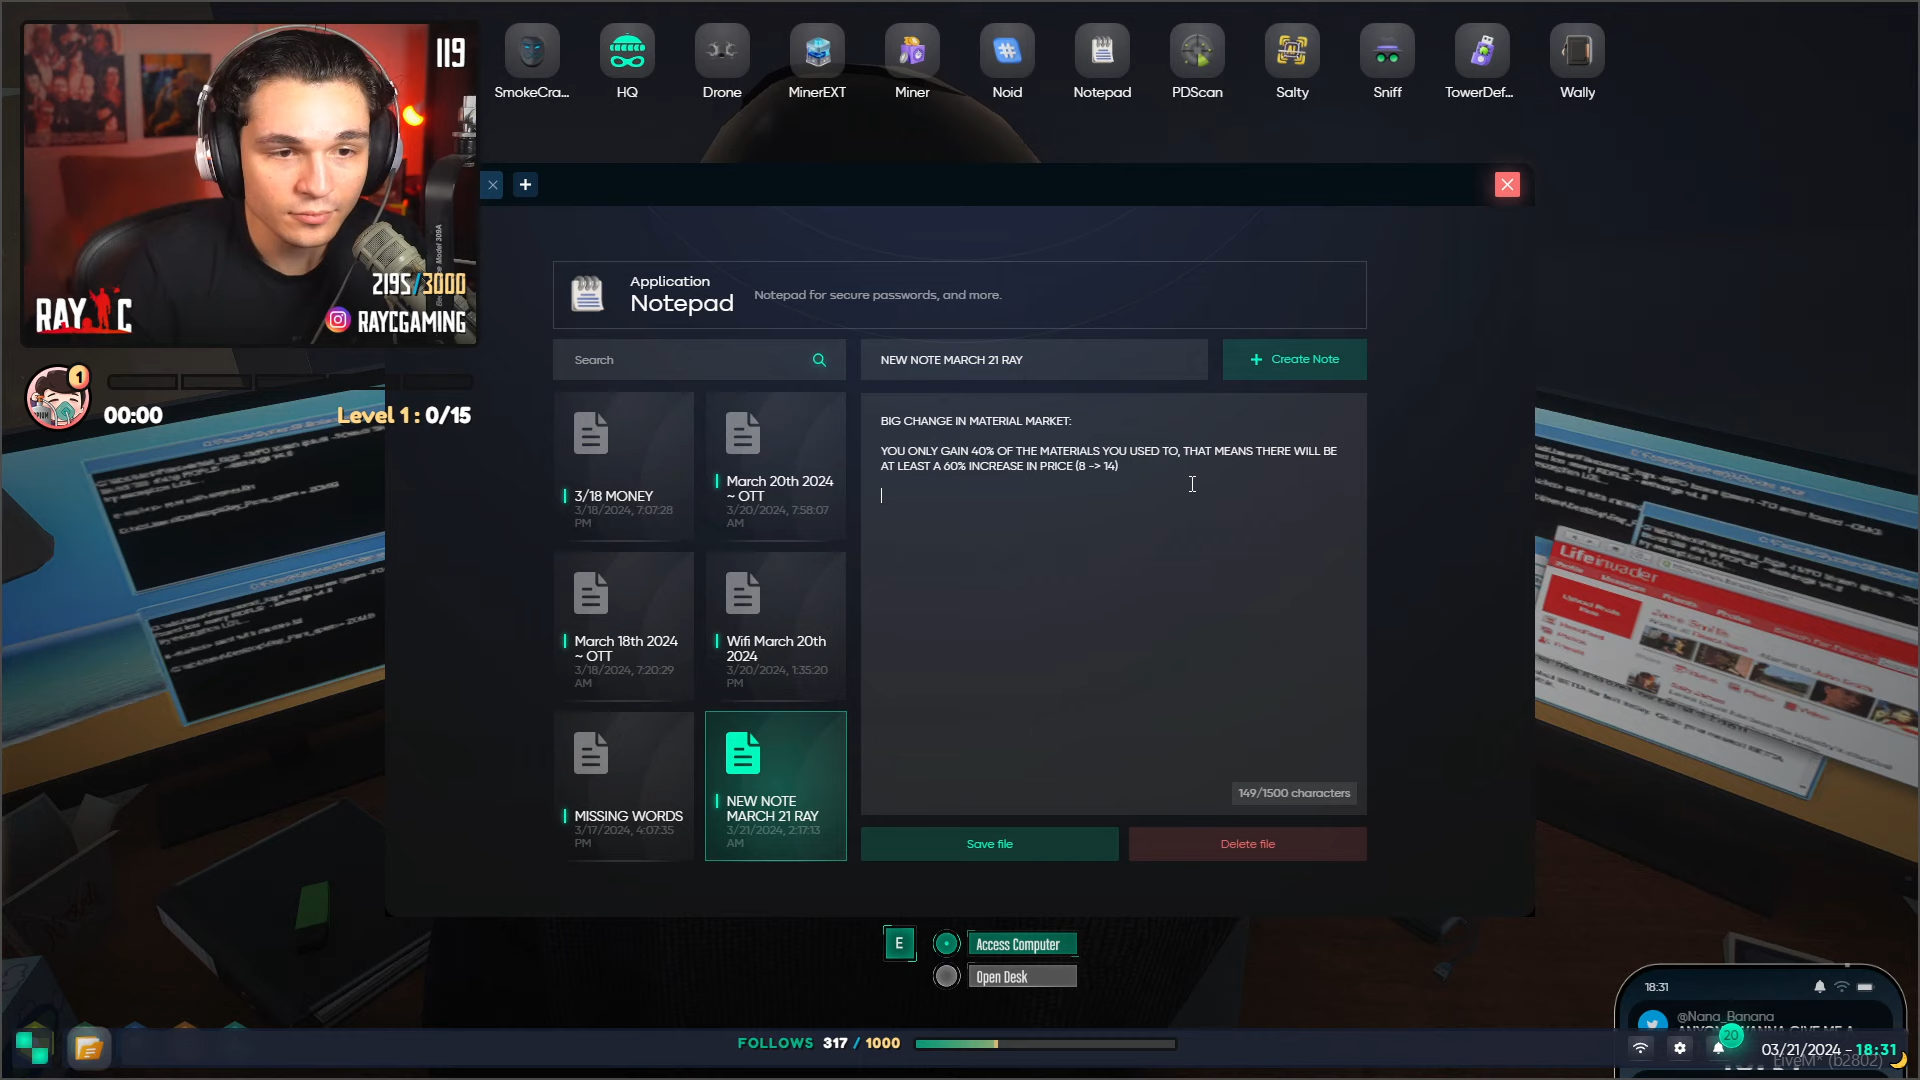 119
2195/3000
RAY C
RAYCGAMING
1
00:00
Level 1 : 0/15
SmokeCra...
HQ
Drone
MinerEXT
Miner
Noid
Notepad
PDScan
Salty
Sniff
TowerDef...
Wally
Application
Notepad
Notepad for secure passwords, and more.
Search
NEW NOTE MARCH 21 RAY
+ Create Note
3/18 MONEY
3/18/2024, 7:07:28
PM
March 20th 2024
~ OTT
3/20/2024, 7:58:07
AM
March 18th 2024
~ OTT
3/18/2024, 7:20:29
AM
Wifi March 20th
2024
3/20/2024, 1:35:20
PM
MISSING WORDS
3/17/2024, 4:07:35
PM
NEW NOTE
MARCH 21 RAY
3/21/2024, 2:17:13
AM
BIG CHANGE IN MATERIAL MARKET:
YOU ONLY GAIN 40% OF THE MATERIALS YOU USED TO, THAT MEANS THERE WILL BE
AT LEAST A 60% INCREASE IN PRICE (8 -> 14)
149/1500 characters
Save file
Delete file
E
Access Computer
Open Desk
Lifeinvader
FOLLOWS 317 / 1000
18:31
@Nana_Banana
20
03/21/2024 - 18:31
FiveM* (b2802)